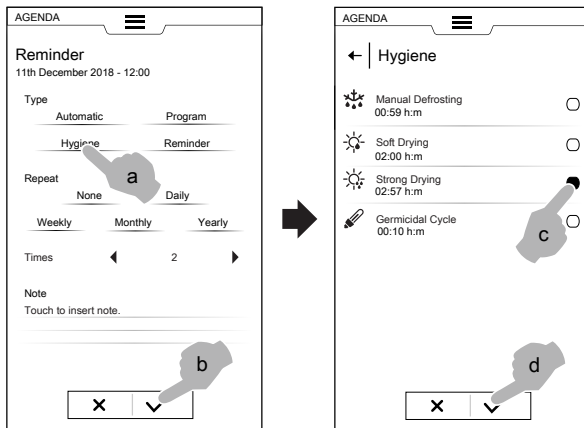 AGENDA
Reminder
11th December 2018 - 12:00
Type
Automatic Program
Hygiene Reminder
a
Repeat
None Daily
Weekly Monthly Yearly
Times 2
Note
Touch to insert note.
b
AGENDA
Hygiene
Manual Defrosting
00:59 h:m
Soft Drying
02:00 h:m
Strong Drying
02:57 h:m
Germicidal Cycle
00:10 h:m
c
d